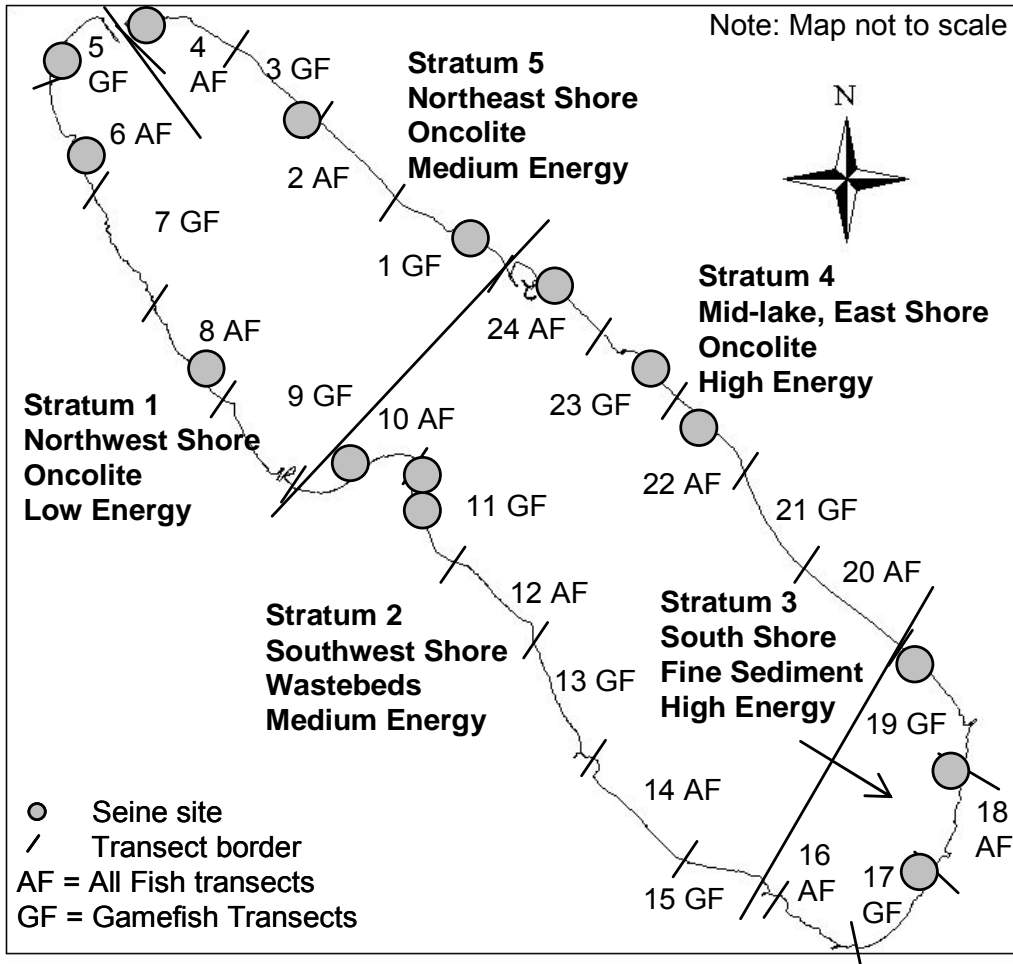 Note: Map not to scale
5
GF
4
AF
3 GF
Stratum 5
Northeast Shore
Oncolite
Medium Energy
N
6 AF
2 AF
7 GF
1 GF
24 AF
Stratum 4
Mid-lake, East Shore
Oncolite
High Energy
8 AF
9 GF
10 AF
23 GF
Stratum 1
Northwest Shore
Oncolite
Low Energy
22 AF
11 GF
21 GF
12 AF
20 AF
Stratum 2
Southwest Shore
Wastebeds
Medium Energy
Stratum 3
South Shore
Fine Sediment
High Energy
13 GF
19 GF
14 AF
18
AF
15 GF
16
AF
17
GF
Seine site
Transect border
AF = All Fish transects
GF = Gamefish Transects